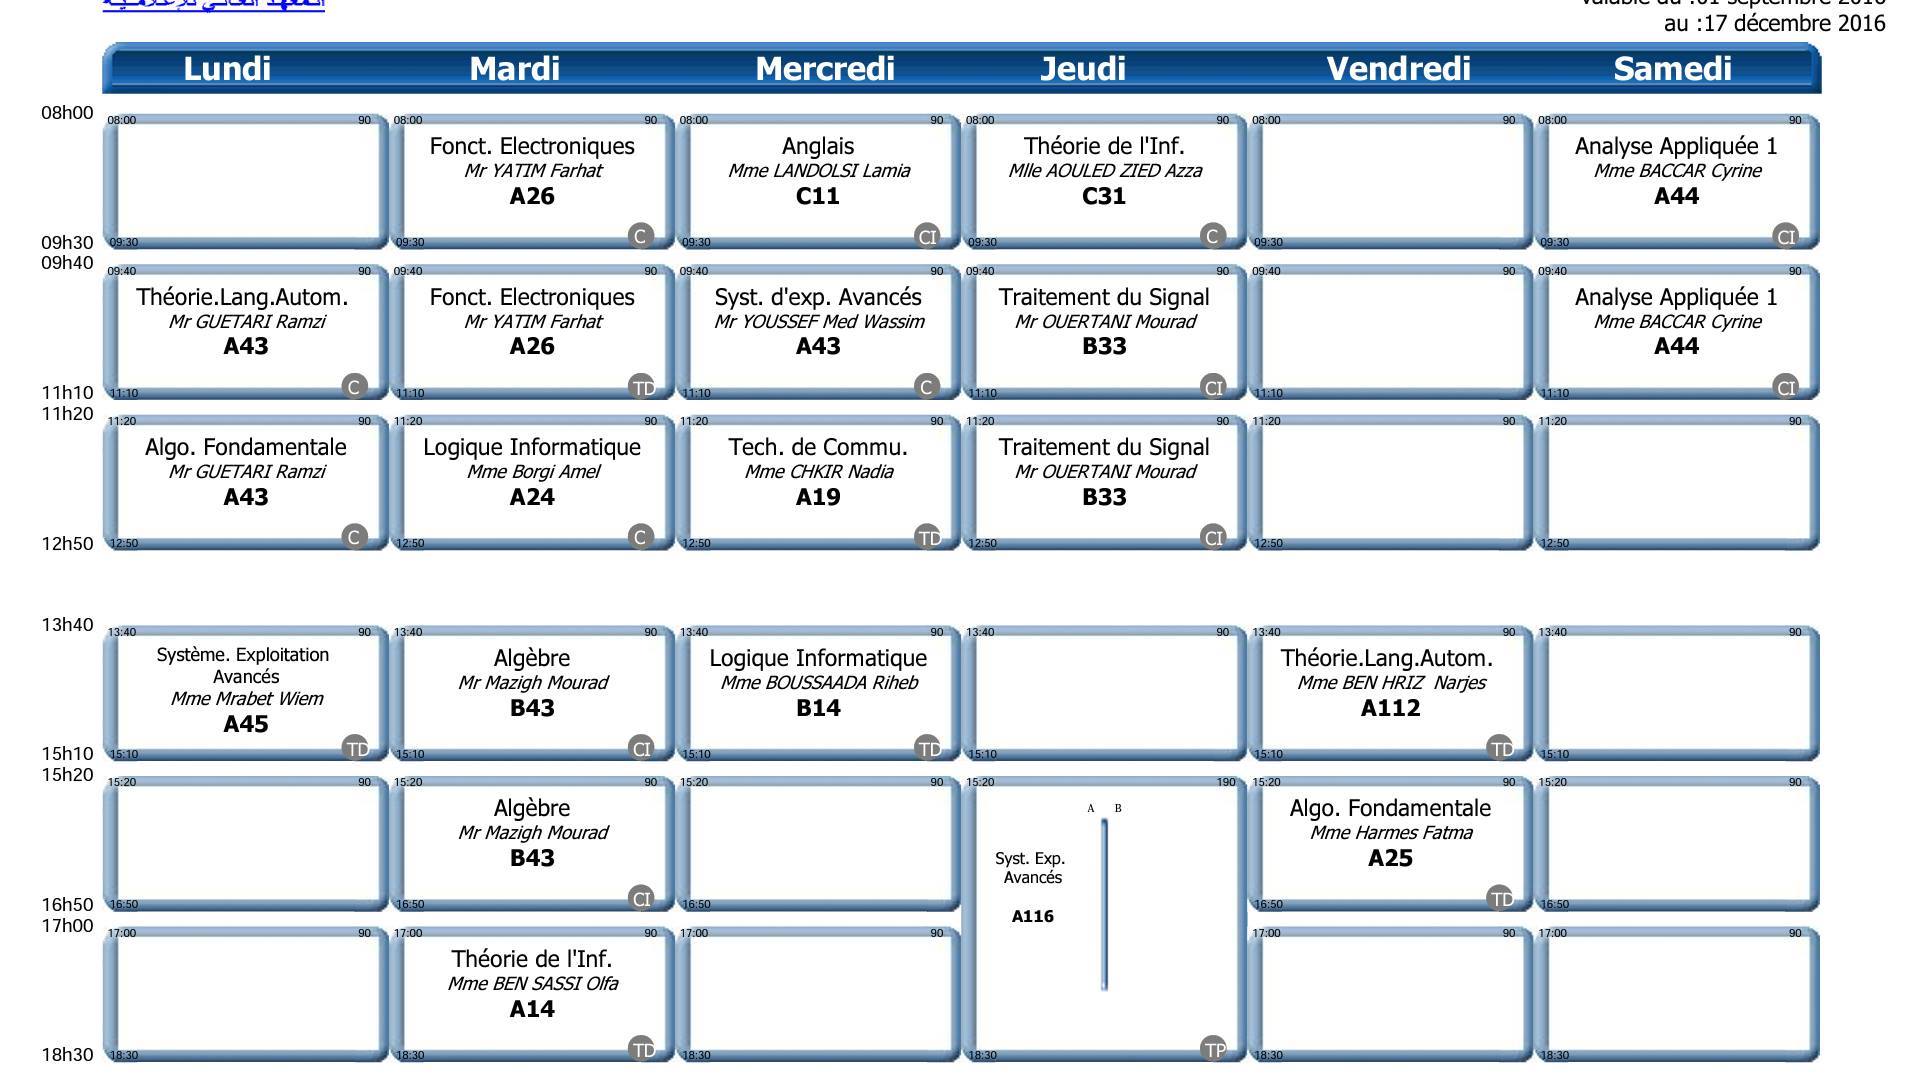 المعهد العالي للإعلامية
au :17 décembre 2016
Lundi Mardi Mercredi Jeudi Vendredi Samedi
08h00
08:00 90 08:00 90 08:00 90 08:00 90 08:00 90 08:00 90
Fonct. Electroniques Anglais Théorie de l'Inf. Analyse Appliquée 1
Mr YATIM Farhat Mme LANDOLSI Lamia Mlle AOULED ZIED Azza Mme BACCAR Cyrine
A26 C11 C31 A44
C CI C CI
09h30 09:30 09:30 09:30 09:30 09:30 09:30
09h40
09:40 90 09:40 90 09:40 90 09:40 90 09:40 90 09:40 90
Théorie.Lang.Autom. Fonct. Electroniques Syst. d'exp. Avancés Traitement du Signal Analyse Appliquée 1
Mr GUETARI Ramzi Mr YATIM Farhat Mr YOUSSEF Med Wassim Mr OUERTANI Mourad Mme BACCAR Cyrine
A43 A26 A43 B33 A44
C TD C CI CI
11h10 11:10 11:10 11:10 11:10 11:10 11:10
11h20
11:20 90 11:20 90 11:20 90 11:20 90 11:20 90 11:20 90
Algo. Fondamentale Logique Informatique Tech. de Commu. Traitement du Signal
Mr GUETARI Ramzi Mme Borgi Amel Mme CHKIR Nadia Mr OUERTANI Mourad
A43 A24 A19 B33
C C TD CI
12h50 12:50 12:50 12:50 12:50 12:50 12:50
13h40
13:40 90 13:40 90 13:40 90 13:40 90 13:40 90 13:40 90
Système. Exploitation Algèbre Logique Informatique Théorie.Lang.Autom.
Avancés Mr Mazigh Mourad Mme BOUSSAADA Riheb Mme BEN HRIZ Narjes
Mme Mrabet Wiem B43 B14 A112
A45
TD CI TD TD
15h10 15:10 15:10 15:10 15:10 15:10 15:10
15h20
15:20 90 15:20 90 15:20 90 15:20 190 15:20 90 15:20 90
Algèbre A B Algo. Fondamentale
Mr Mazigh Mourad Mme Harmes Fatma
B43 Syst. Exp. A25
Avancés
CI TD
16h50 16:50 16:50 16:50 16:50 16:50
A116
17h00
17:00 90 17:00 90 17:00 90 17:00 90 17:00 90
Théorie de l'Inf.
Mme BEN SASSI Olfa
A14
TD TP
18h30 18:30 18:30 18:30 18:30 18:30 18:30